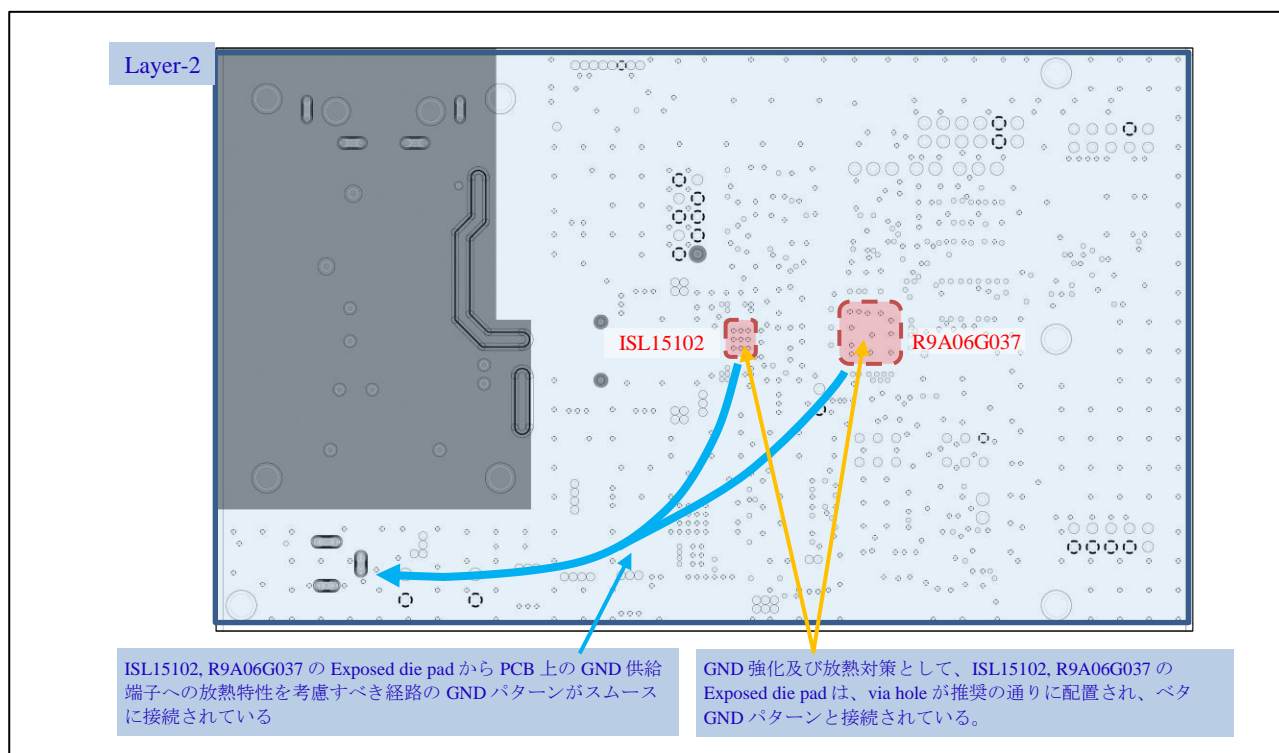 Layer-2
ISL15102
R9A06G037
ISL15102, R9A06G037 の Exposed die pad から PCB 上の GND 供給
端子への放熱特性を考慮すべき経路の GND パターンがスムース
に接続されている
GND 強化及び放熱対策として、ISL15102, R9A06G037 の
Exposed die pad は、via hole が推奨の通りに配置され、ベタ
GND パターンと接続されている。